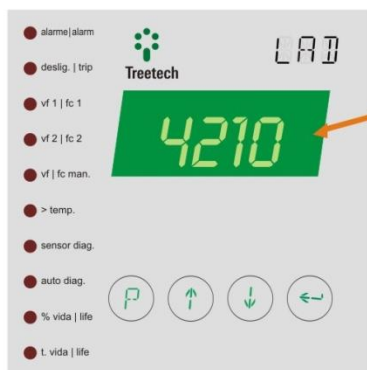 alarme|alarm
deslig. | trip
vf 1 | fc 1
vf 2 | fc 2
vf | fc man.
> temp.
sensor diag.
auto diag.
% vida | life
t. vida | life
Treetech
LAD
4210
P